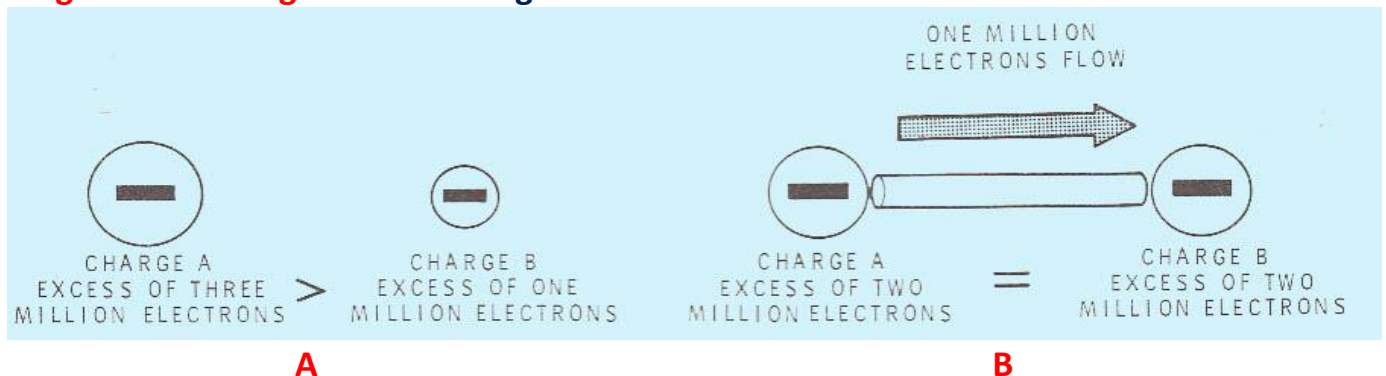 ONE MILLION
ELECTRONS FLOW
CHARGE A
EXCESS OF THREE
MILLION ELECTRONS
>
CHARGE B
EXCESS OF ONE
MILLION ELECTRONS
CHARGE A
EXCESS OF TWO
MILLION ELECTRONS
=
CHARGE B
EXCESS OF TWO
MILLION ELECTRONS
A
B